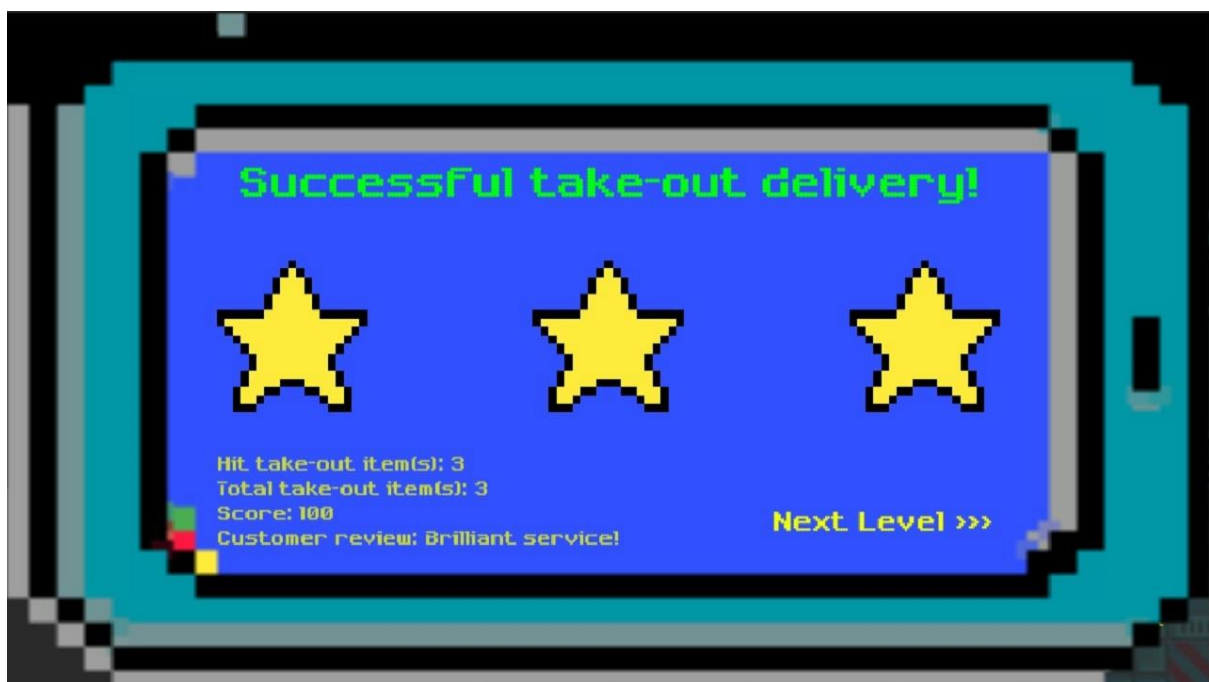 Successful take-out delivery!
Hit take-out item(s): 3
Total take-out item(s): 3
Score: 100
Customer review: Brilliant service!
Next Level >>>